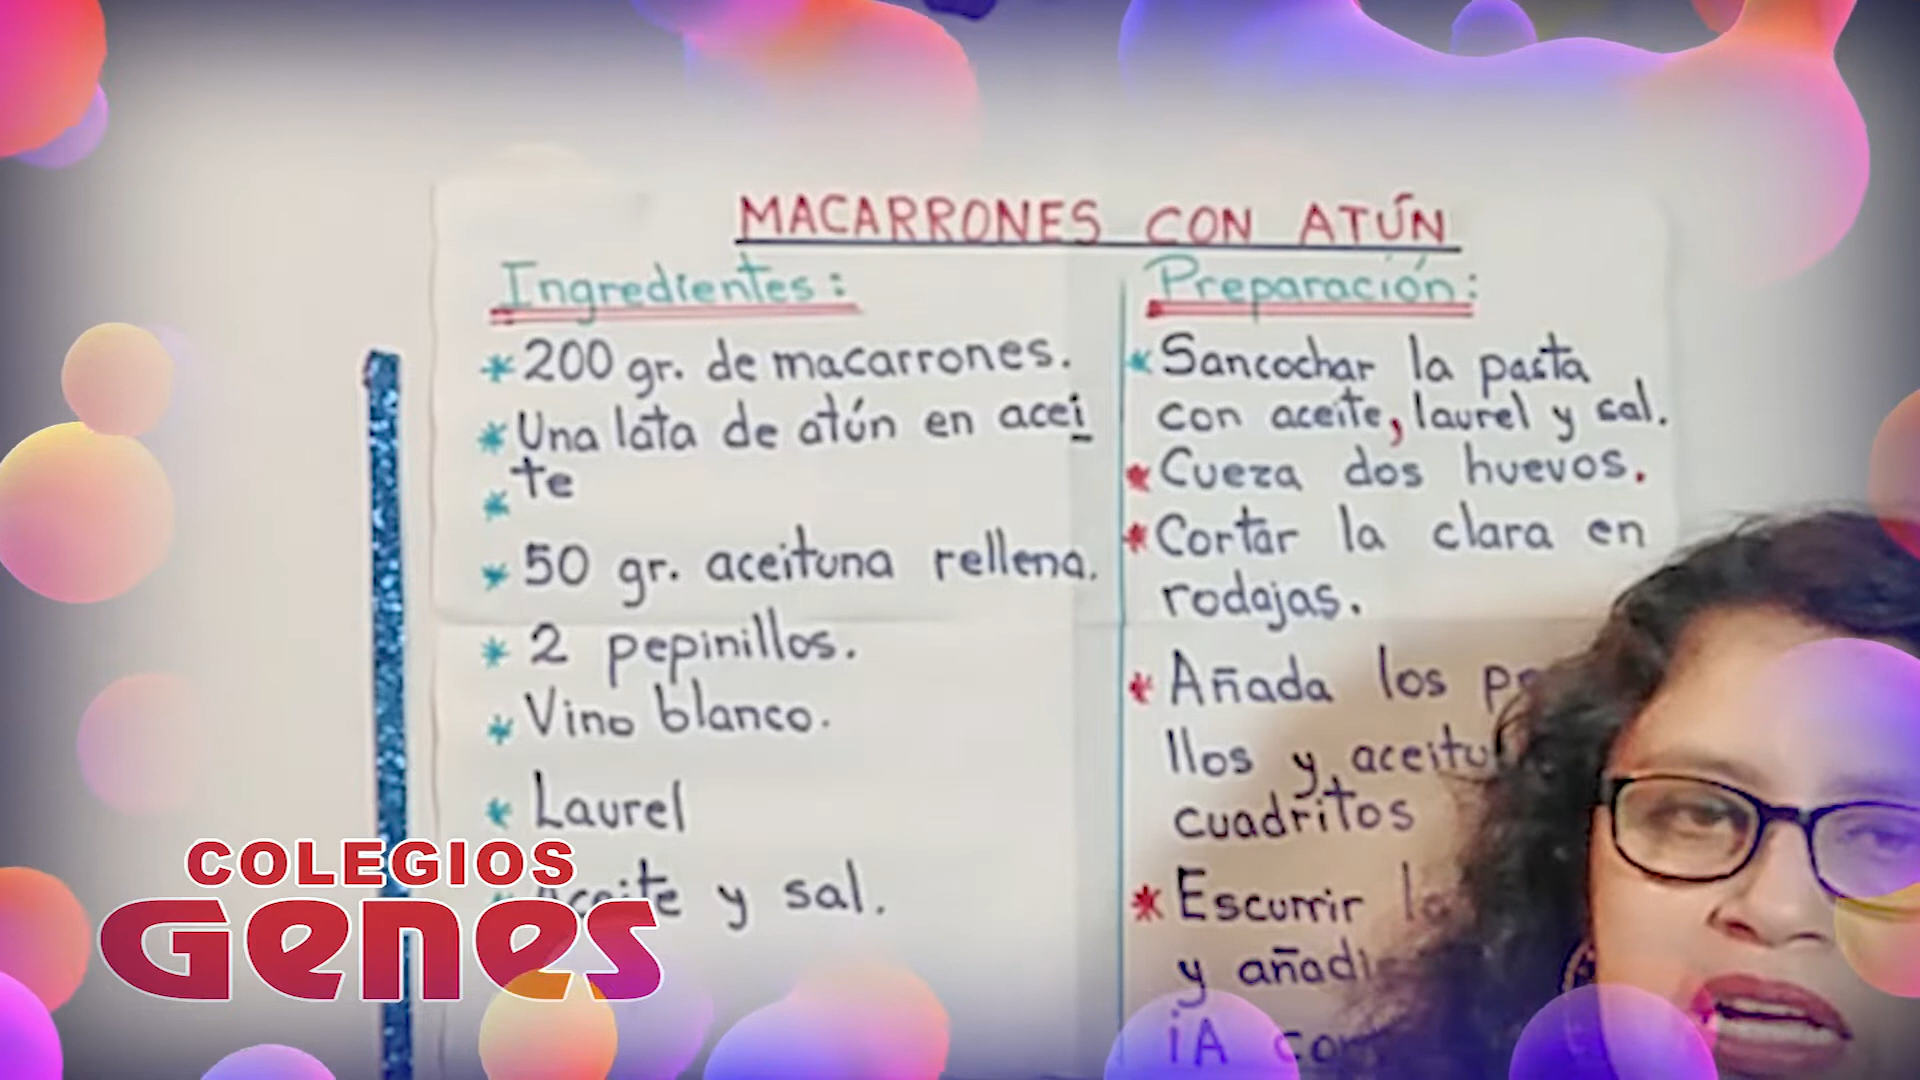 MACARRONES CON ATÚN
Ingredientes:
* 200 gr. de macarrones.
* Una lata de atún en acei
te
*
* 50 gr. aceituna rellena.
* 2 pepinillos.
* Vino blanco.
* Laurel
y sal.
Preparación:
* Sancochar la pasta
con aceite, laurel y sal.
* Cueza dos huevos.
* Cortar la clara en
rodajas.
* Añada los
llos y
cuadritos
* Escurrir
y
¡A
COLEGIOS
GENES